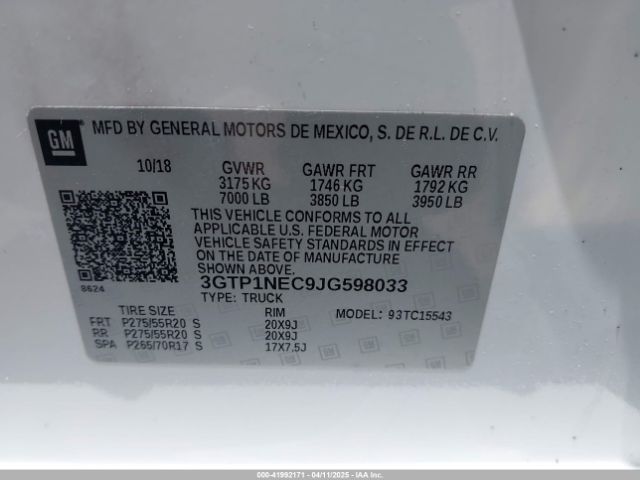 GM
MFD BY GENERAL MOTORS DE MEXICO, S. DE R.L. DE C.V.
10/18 GVWR GAWR FRT GAWR RR
3175 KG 1746 KG 1792 KG
7000 LB 3850 LB 3950 LB
THIS VEHICLE CONFORMS TO ALL
APPLICABLE U.S. FEDERAL MOTOR
VEHICLE SAFETY STANDARDS IN EFFECT
ON THE DATE OF MANUFACTURE
SHOWN ABOVE.
8624
3GTP1NEC9JG598033
TYPE: TRUCK
TIRE SIZE RIM MODEL: 93TC15543
FRT P275/55R20 S 20X9J
RR P275/55R20 S 20X9J
SPA P265/70R17 S 17X7.5J
000-41992171 - 04/11/2025 - IAAI Inc.